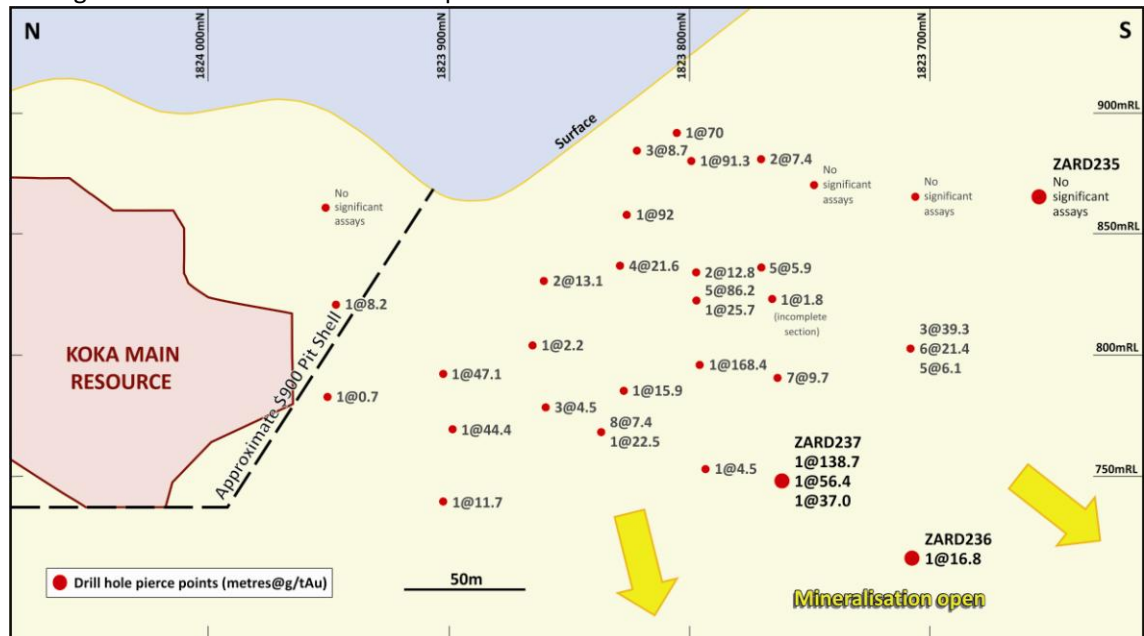 N
S
1824 000mN
1823 900mN
1823 800mN
1823 700mN
900mRL
850mRL
800mRL
750mRL
Surface
1@70
3@8.7
1@91.3
2@7.4
No
significant
assays
No
significant
assays
ZARD235
No
significant
assays
No
significant
assays
1@92
4@21.6
2@13.1
2@12.8
5@86.2
1@25.7
5@5.9
1@1.8
(incomplete
section)
1@8.2
3@39.3
6@21.4
5@6.1
KOKA MAIN
RESOURCE
Approximate $900 Pit Shell
1@2.2
1@47.1
1@168.4
7@9.7
1@0.7
3@4.5
1@15.9
1@44.4
8@7.4
1@22.5
1@4.5
ZARD237
1@138.7
1@56.4
1@37.0
1@11.7
ZARD236
1@16.8
Drill hole pierce points (metres@g/tAu)
50m
Mineralisation open